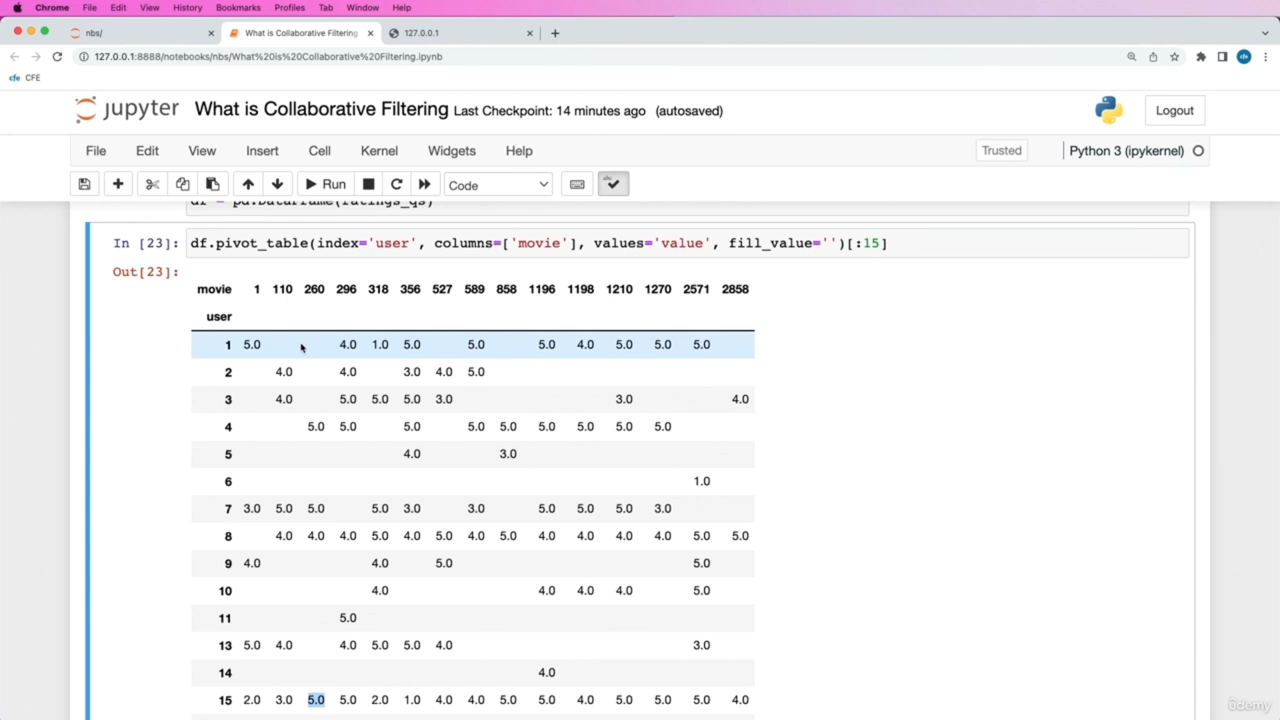 Chrome File Edit View History Bookmarks Profiles Tab Window Help
nbs/ What is Collaborative Filtering 127.0.0.1
127.0.0.1:8888/notebooks/nbs/What%20is%20Collaborative%20Filtering.ipynb
cfe CFE
jupyter What is Collaborative Filtering Last Checkpoint: 14 minutes ago (autosaved) Logout
File Edit View Insert Cell Kernel Widgets Help Trusted Python 3 (ipykernel)
Run Code
df = pd.DataFrame(ratings_qs)
In [23]: df.pivot_table(index='user', columns=['movie'], values='value', fill_value='')[:15]
Out[23]:
movie 1 110 260 296 318 356 527 589 858 1196 1198 1210 1270 2571 2858
user
1 5.0 4.0 1.0 5.0 5.0 5.0 4.0 5.0 5.0 5.0
2 4.0 4.0 3.0 4.0 5.0
3 4.0 5.0 5.0 5.0 3.0 3.0 4.0
4 5.0 5.0 5.0 5.0 5.0 5.0 5.0 5.0 5.0
5 4.0 3.0
6 1.0
7 3.0 5.0 5.0 5.0 3.0 3.0 5.0 5.0 5.0 3.0
8 4.0 4.0 4.0 5.0 4.0 5.0 4.0 5.0 4.0 4.0 4.0 4.0 5.0 5.0
9 4.0 4.0 5.0 5.0
10 4.0 4.0 4.0 4.0 5.0
11 5.0
13 5.0 4.0 4.0 5.0 5.0 4.0 3.0
14 4.0
15 2.0 3.0 5.0 5.0 2.0 1.0 4.0 4.0 5.0 5.0 4.0 5.0 5.0 5.0 4.0
ûdemy